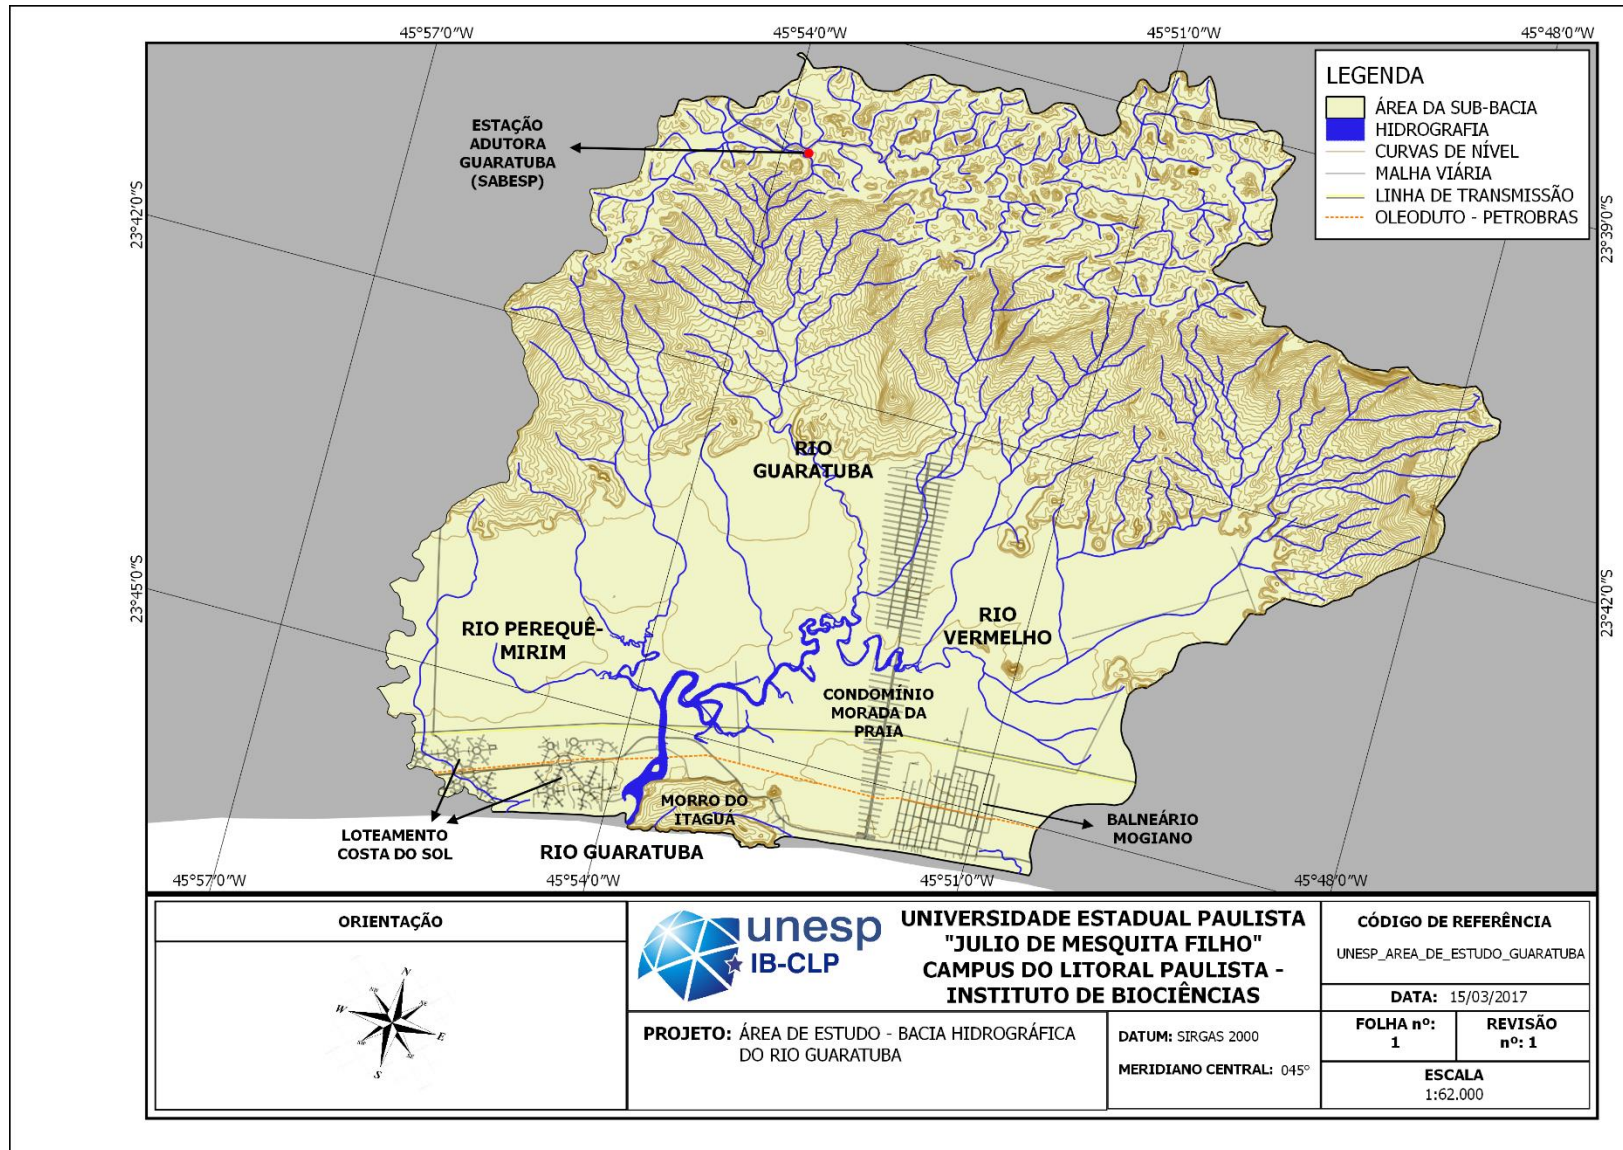 45°57'0"W
45°54'0"W
45°51'0"W
45°48'0"W
LEGENDA
ÁREA DA SUB-BACIA
HIDROGRAFIA
CURVAS DE NÍVEL
MALHA VIÁRIA
LINHA DE TRANSMISSÃO
OLEODUTO - PETROBRAS
ESTAÇÃO
ADUTORA
GUARATUBA
(SABESP)
23°42'0"S
23°39'0"S
RIO
GUARATUBA
23°45'0"S
23°42'0"S
RIO PEREQUÊ-
MIRIM
RIO
VERMELHO
CONDOMÍNIO
MORADA DA
PRAIA
MORRO DO
ITAGUÁ
BALNEÁRIO
MOGIANO
LOTEAMENTO
COSTA DO SOL
RIO GUARATUBA
45°57'0"W
45°54'0"W
45°51'0"W
45°48'0"W
ORIENTAÇÃO
N
NW
NE
W
E
SW
SE
S
unesp
IB-CLP
UNIVERSIDADE ESTADUAL PAULISTA
"JULIO DE MESQUITA FILHO"
CAMPUS DO LITORAL PAULISTA -
INSTITUTO DE BIOCIÊNCIAS
CÓDIGO DE REFERÊNCIA
UNESP_AREA_DE_ESTUDO_GUARATUBA
DATA: 15/03/2017
PROJETO: ÁREA DE ESTUDO - BACIA HIDROGRÁFICA
DO RIO GUARATUBA
DATUM: SIRGAS 2000
MERIDIANO CENTRAL: 045°
FOLHA nº:
1
REVISÃO
nº: 1
ESCALA
1:62.000